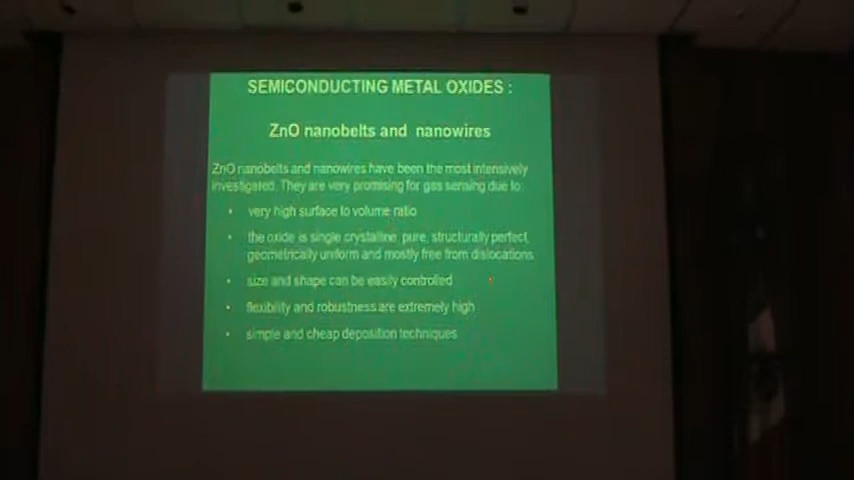 SEMICONDUCTING METAL OXIDES :
ZnO nanobelts and nanowires
ZnO nanobelts and nanowires have been the most intensively
investigated. They are very promising for gas sensing due to:
• very high surface to volume ratio
• the oxide is single crystalline, pure, structurally perfect,
geometrically uniform and mostly free from dislocations
• size and shape can be easily controlled
• flexibility and robustness are extremely high
• simple and cheap deposition techniques